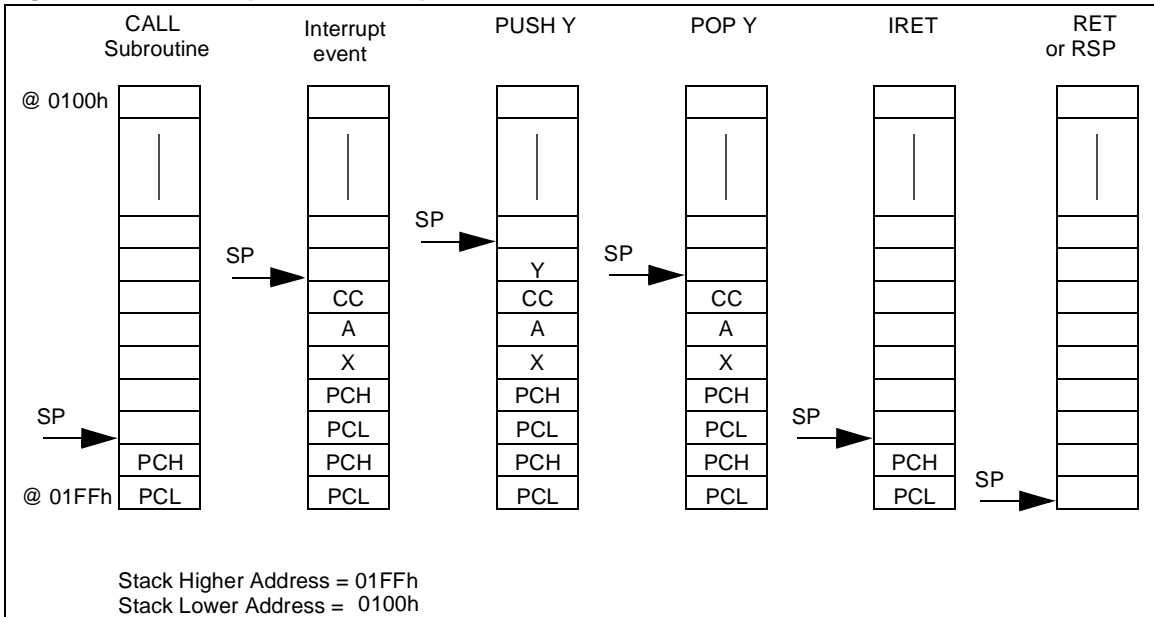 CALL
Subroutine
Interrupt
event
PUSH Y
POP Y
IRET
RET
or RSP
@ 0100h
SP
SP
Y
SP
CC
CC
CC
A
A
A
X
X
X
PCH
PCH
PCH
SP
PCL
PCL
PCL
SP
PCH
PCH
PCH
PCH
PCH
@ 01FFh
PCL
PCL
PCL
PCL
PCL
SP
Stack Higher Address = 01FFh
Stack Lower Address = 0100h